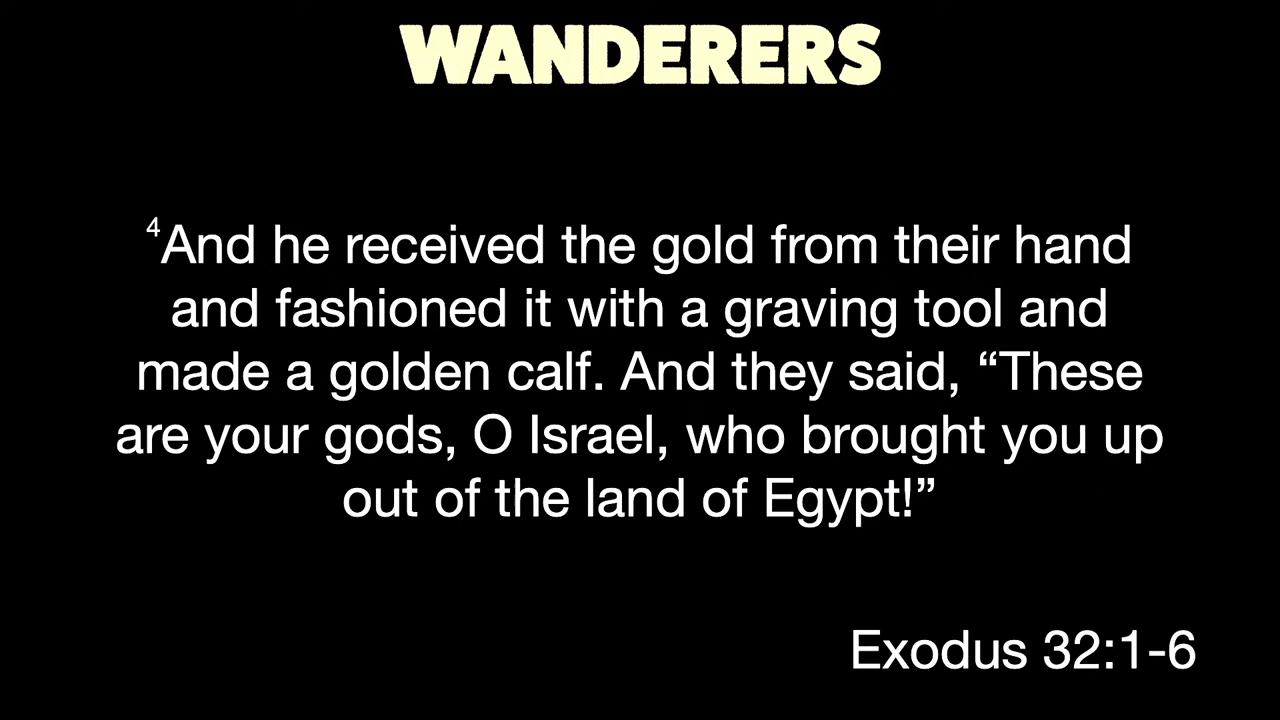 WANDERERS
⁴And he received the gold from their hand
and fashioned it with a graving tool and
made a golden calf. And they said, “These
are your gods, O Israel, who brought you up
out of the land of Egypt!”
Exodus 32:1-6